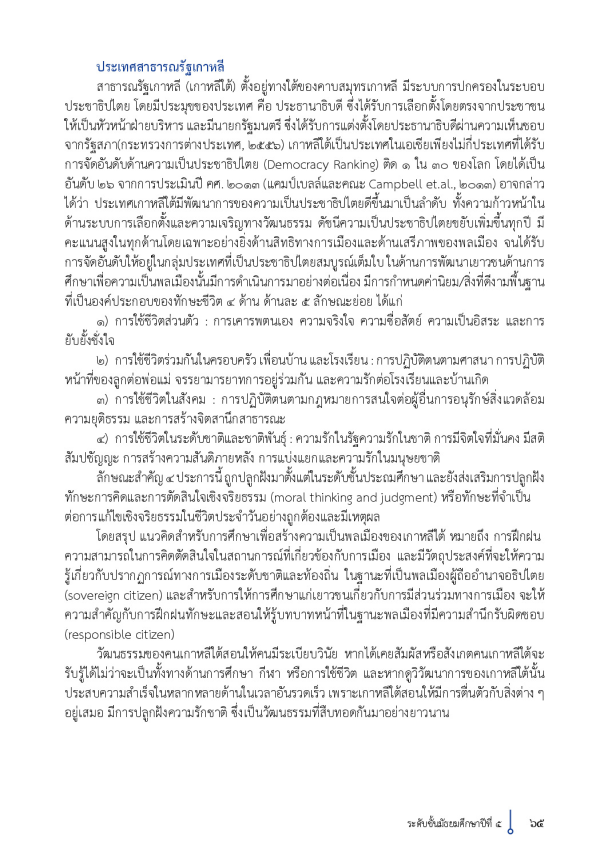 ประเทศสาธารณรัฐเกาหลี
สาธารณรัฐเกาหลี (เกาหลีใต้) ตั้งอยู่ทางใต้ของคาบสมุทรเกาหลี มีระบบการปกครองในระบอบ
ประชาธิปไตย โดยมีประมุขของประเทศ คือ ประธานาธิบดี ซึ่งได้รับการเลือกตั้งโดยตรงจากประชาชน
ให้เป็นหัวหน้าฝ่ายบริหาร และมีนายกรัฐมนตรี ซึ่งได้รับการแต่งตั้งโดยประธานาธิบดีผ่านความเห็นชอบ
จากรัฐสภา(กระทรวงการต่างประเทศ, ๒๕๕๖) เกาหลีใต้เป็นประเทศในเอเชียเพียงไม่กี่ประเทศที่ได้รับ
การจัดอันดับด้านความเป็นประชาธิปไตย (Democracy Ranking) ติด ๑ ใน ๓๐ ของโลก โดยได้เป็น
อันดับ ๒๖ จากการประเมินปี คศ. ๒๐๑๓ (แคมป์เบลล์และคณะ Campbell et.al., ๒๐๑๓) อาจกล่าว
ได้ว่า ประเทศเกาหลีใต้มีพัฒนาการของความเป็นประชาธิปไตยดีขึ้นมาเป็นลำดับ ทั้งความก้าวหน้าใน
ด้านระบบการเลือกตั้งและความเจริญทางวัฒนธรรม ดัชนีความเป็นประชาธิปไตยขยับเพิ่มขึ้นทุกปี มี
คะแนนสูงในทุกด้านโดยเฉพาะอย่างยิ่งด้านสิทธิทางการเมืองและด้านเสรีภาพของพลเมือง จนได้รับ
การจัดอันดับให้อยู่ในกลุ่มประเทศที่เป็นประชาธิปไตยสมบูรณ์เต็มใบ ในด้านการพัฒนาเยาวชนด้านการ
ศึกษาเพื่อความเป็นพลเมืองนั้นมีการดำเนินการมาอย่างต่อเนื่อง มีการกำหนดค่านิยม/สิ่งที่ดีงามพื้นฐาน
ที่เป็นองค์ประกอบของทักษะชีวิต ๔ ด้าน ด้านละ ๕ ลักษณะย่อย ได้แก่
๑) การใช้ชีวิตส่วนตัว : การเคารพตนเอง ความจริงใจ ความซื่อสัตย์ ความเป็นอิสระ และการ
ยับยั้งชั่งใจ
๒) การใช้ชีวิตร่วมกันในครอบครัว เพื่อนบ้าน และโรงเรียน : การปฏิบัติตนตามศาสนา การปฏิบัติ
หน้าที่ของลูกต่อพ่อแม่ จรรยามารยาทการอยู่ร่วมกัน และความรักต่อโรงเรียนและบ้านเกิด
๓) การใช้ชีวิตในสังคม : การปฏิบัติตนตามกฎหมายการสนใจต่อผู้อื่นการอนุรักษ์สิ่งแวดล้อม
ความยุติธรรม และการสร้างจิตสานึกสาธารณะ
๔) การใช้ชีวิตในระดับชาติและชาติพันธุ์ : ความรักในรัฐความรักในชาติ การมีจิตใจที่มั่นคง มีสติ
สัมปชัญญะ การสร้างความสันติภายหลัง การแบ่งแยกและความรักในมนุษยชาติ
ลักษณะสำคัญ ๔ ประการนี้ ถูกปลูกฝังมาตั้งแต่ในระดับชั้นประถมศึกษา และยังส่งเสริมการปลูกฝัง
ทักษะการคิดและการตัดสินใจเชิงจริยธรรม (moral thinking and judgment) หรือทักษะที่จำเป็น
ต่อการแก้ไขเชิงจริยธรรมในชีวิตประจำวันอย่างถูกต้องและมีเหตุผล
โดยสรุป แนวคิดสำหรับการศึกษาเพื่อสร้างความเป็นพลเมืองของเกาหลีใต้ หมายถึง การฝึกฝน
ความสามารถในการคิดตัดสินใจในสถานการณ์ที่เกี่ยวข้องกับการเมือง และมีวัตถุประสงค์ที่จะให้ความ
รู้เกี่ยวกับปรากฏการณ์ทางการเมืองระดับชาติและท้องถิ่น ในฐานะที่เป็นพลเมืองผู้ถืออำนาจอธิปไตย
(sovereign citizen) และสำหรับการให้การศึกษาแก่เยาวชนเกี่ยวกับการมีส่วนร่วมทางการเมือง จะให้
ความสำคัญกับการฝึกฝนทักษะและสอนให้รู้บทบาทหน้าที่ในฐานะพลเมืองที่มีความสำนึกรับผิดชอบ
(responsible citizen)
วัฒนธรรมของคนเกาหลีใต้สอนให้คนมีระเบียบวินัย หากได้เคยสัมผัสหรือสังเกตคนเกาหลีใต้จะ
รับรู้ได้ไม่ว่าจะเป็นทั้งทางด้านการศึกษา กีฬา หรือการใช้ชีวิต และหากดูวิวัฒนาการของเกาหลีใต้นั้น
ประสบความสำเร็จในหลากหลายด้านในเวลาอันรวดเร็ว เพราะเกาหลีใต้สอนให้มีการตื่นตัวกับสิ่งต่าง ๆ
อยู่เสมอ มีการปลูกฝังความรักชาติ ซึ่งเป็นวัฒนธรรมที่สืบทอดกันมาอย่างยาวนาน
ระดับชั้นมัธยมศึกษาปีที่ ๔ ๖๕